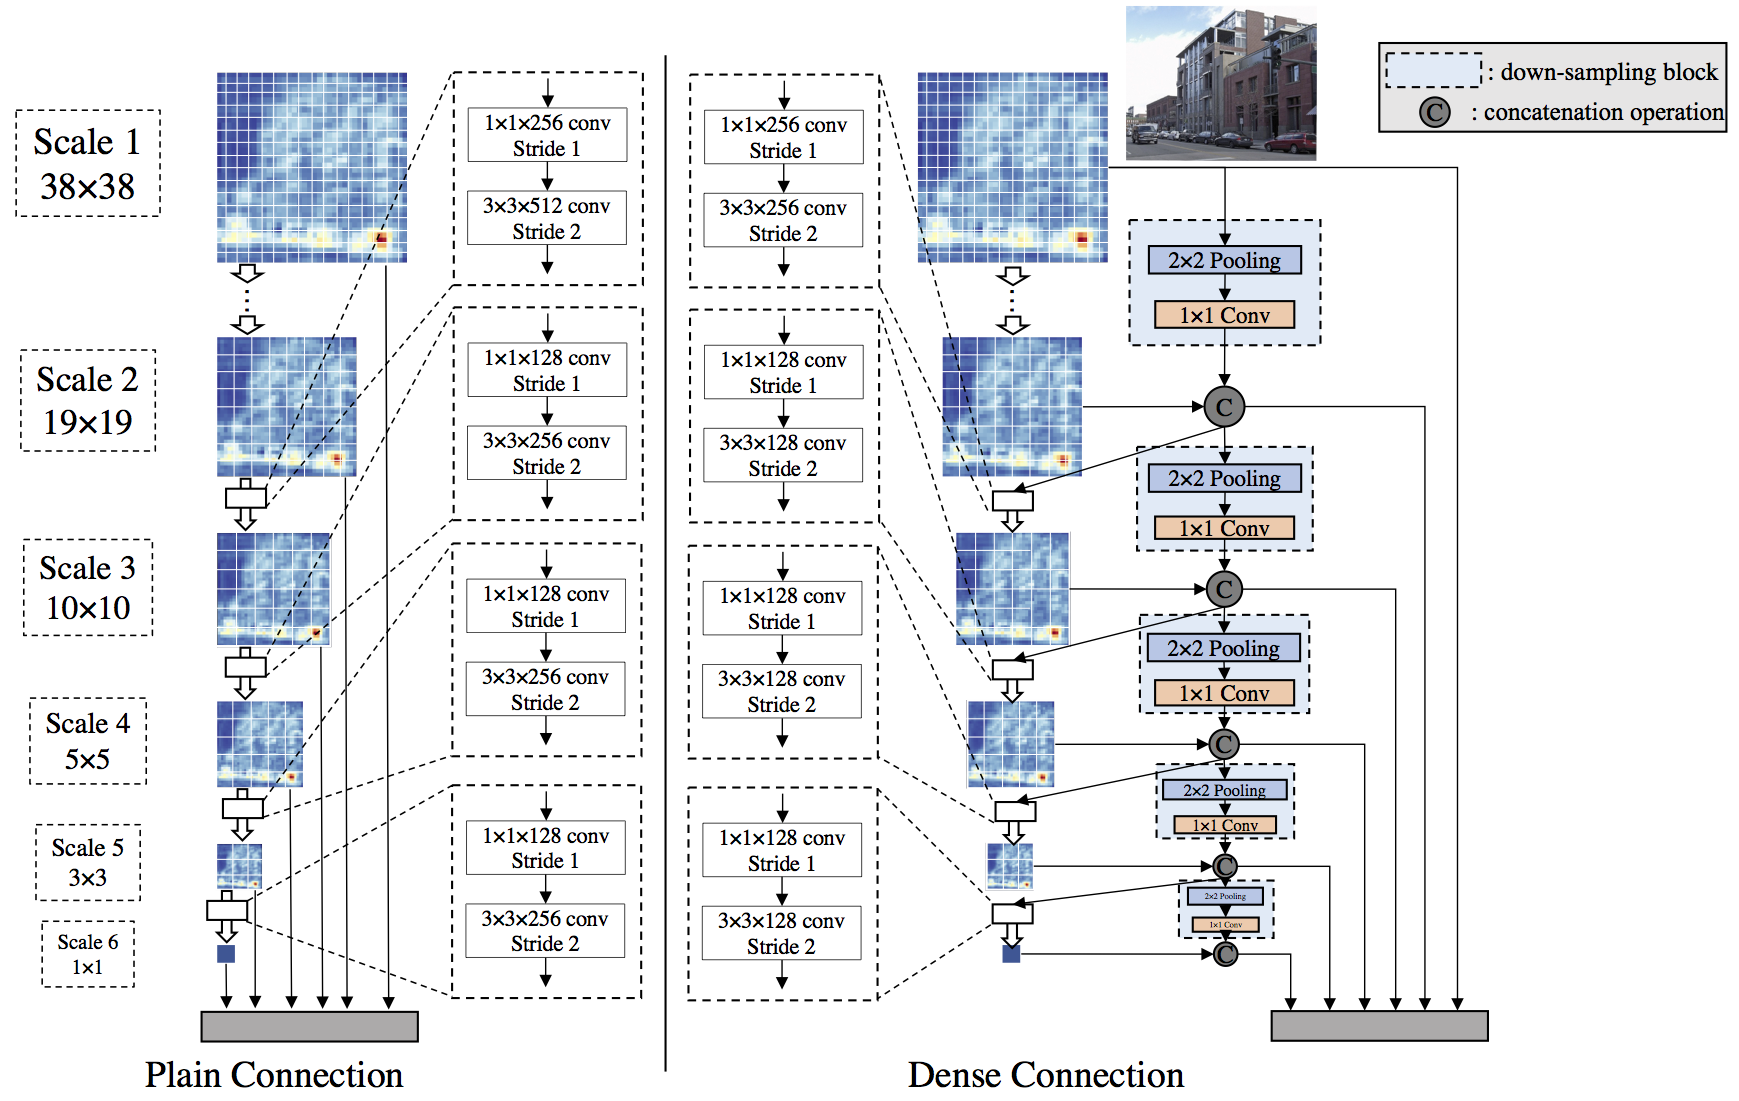 Scale 1
38×38
Scale 2
19×19
Scale 3
10×10
Scale 4
5×5
Scale 5
3×3
Scale 6
1×1
1×1×256 conv
Stride 1
3×3×512 conv
Stride 2
1×1×128 conv
Stride 1
3×3×256 conv
Stride 2
1×1×128 conv
Stride 1
3×3×256 conv
Stride 2
1×1×128 conv
Stride 1
3×3×256 conv
Stride 2
Plain Connection
1×1×256 conv
Stride 1
3×3×256 conv
Stride 2
1×1×128 conv
Stride 1
3×3×128 conv
Stride 2
1×1×128 conv
Stride 1
3×3×128 conv
Stride 2
1×1×128 conv
Stride 1
3×3×128 conv
Stride 2
2×2 Pooling
1×1 Conv
C
2×2 Pooling
1×1 Conv
C
2×2 Pooling
1×1 Conv
C
2×2 Pooling
1×1 Conv
C
2×2 Pooling
1×1 Conv
C
Dense Connection
: down-sampling block
C : concatenation operation